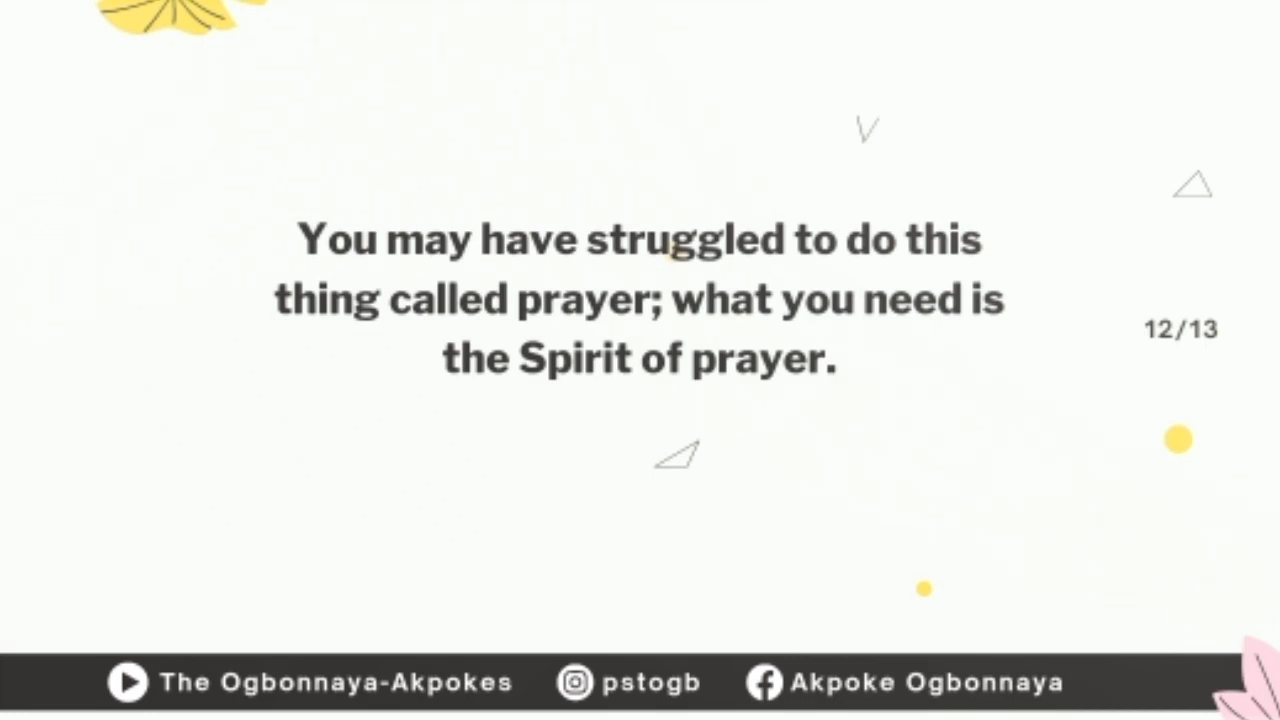 You may have struggled to do this
thing called prayer; what you need is
the Spirit of prayer.
12/13
The Ogbonnaya-Akpokes pstogb Akpoke Ogbonnaya